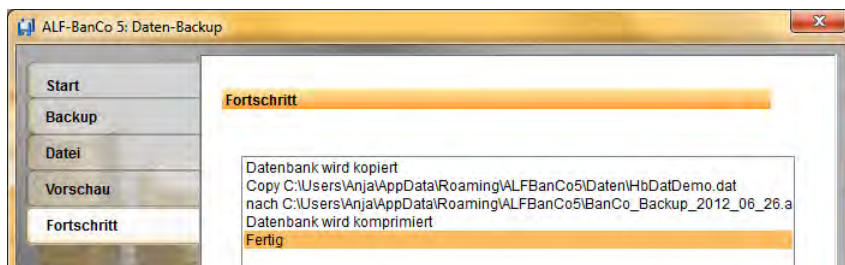 ALF-BanCo 5: Daten-Backup
Start
Backup
Datei
Vorschau
Fortschritt
Fortschritt
Datenbank wird kopiert
Copy C:\Users\Anja\AppData\Roaming\ALFBanCo5\Daten\HbDatDemo.dat
nach C:\Users\Anja\AppData\Roaming\ALFBanCo5\BanCo_Backup_2012_06_26.a
Datenbank wird komprimiert
Fertig